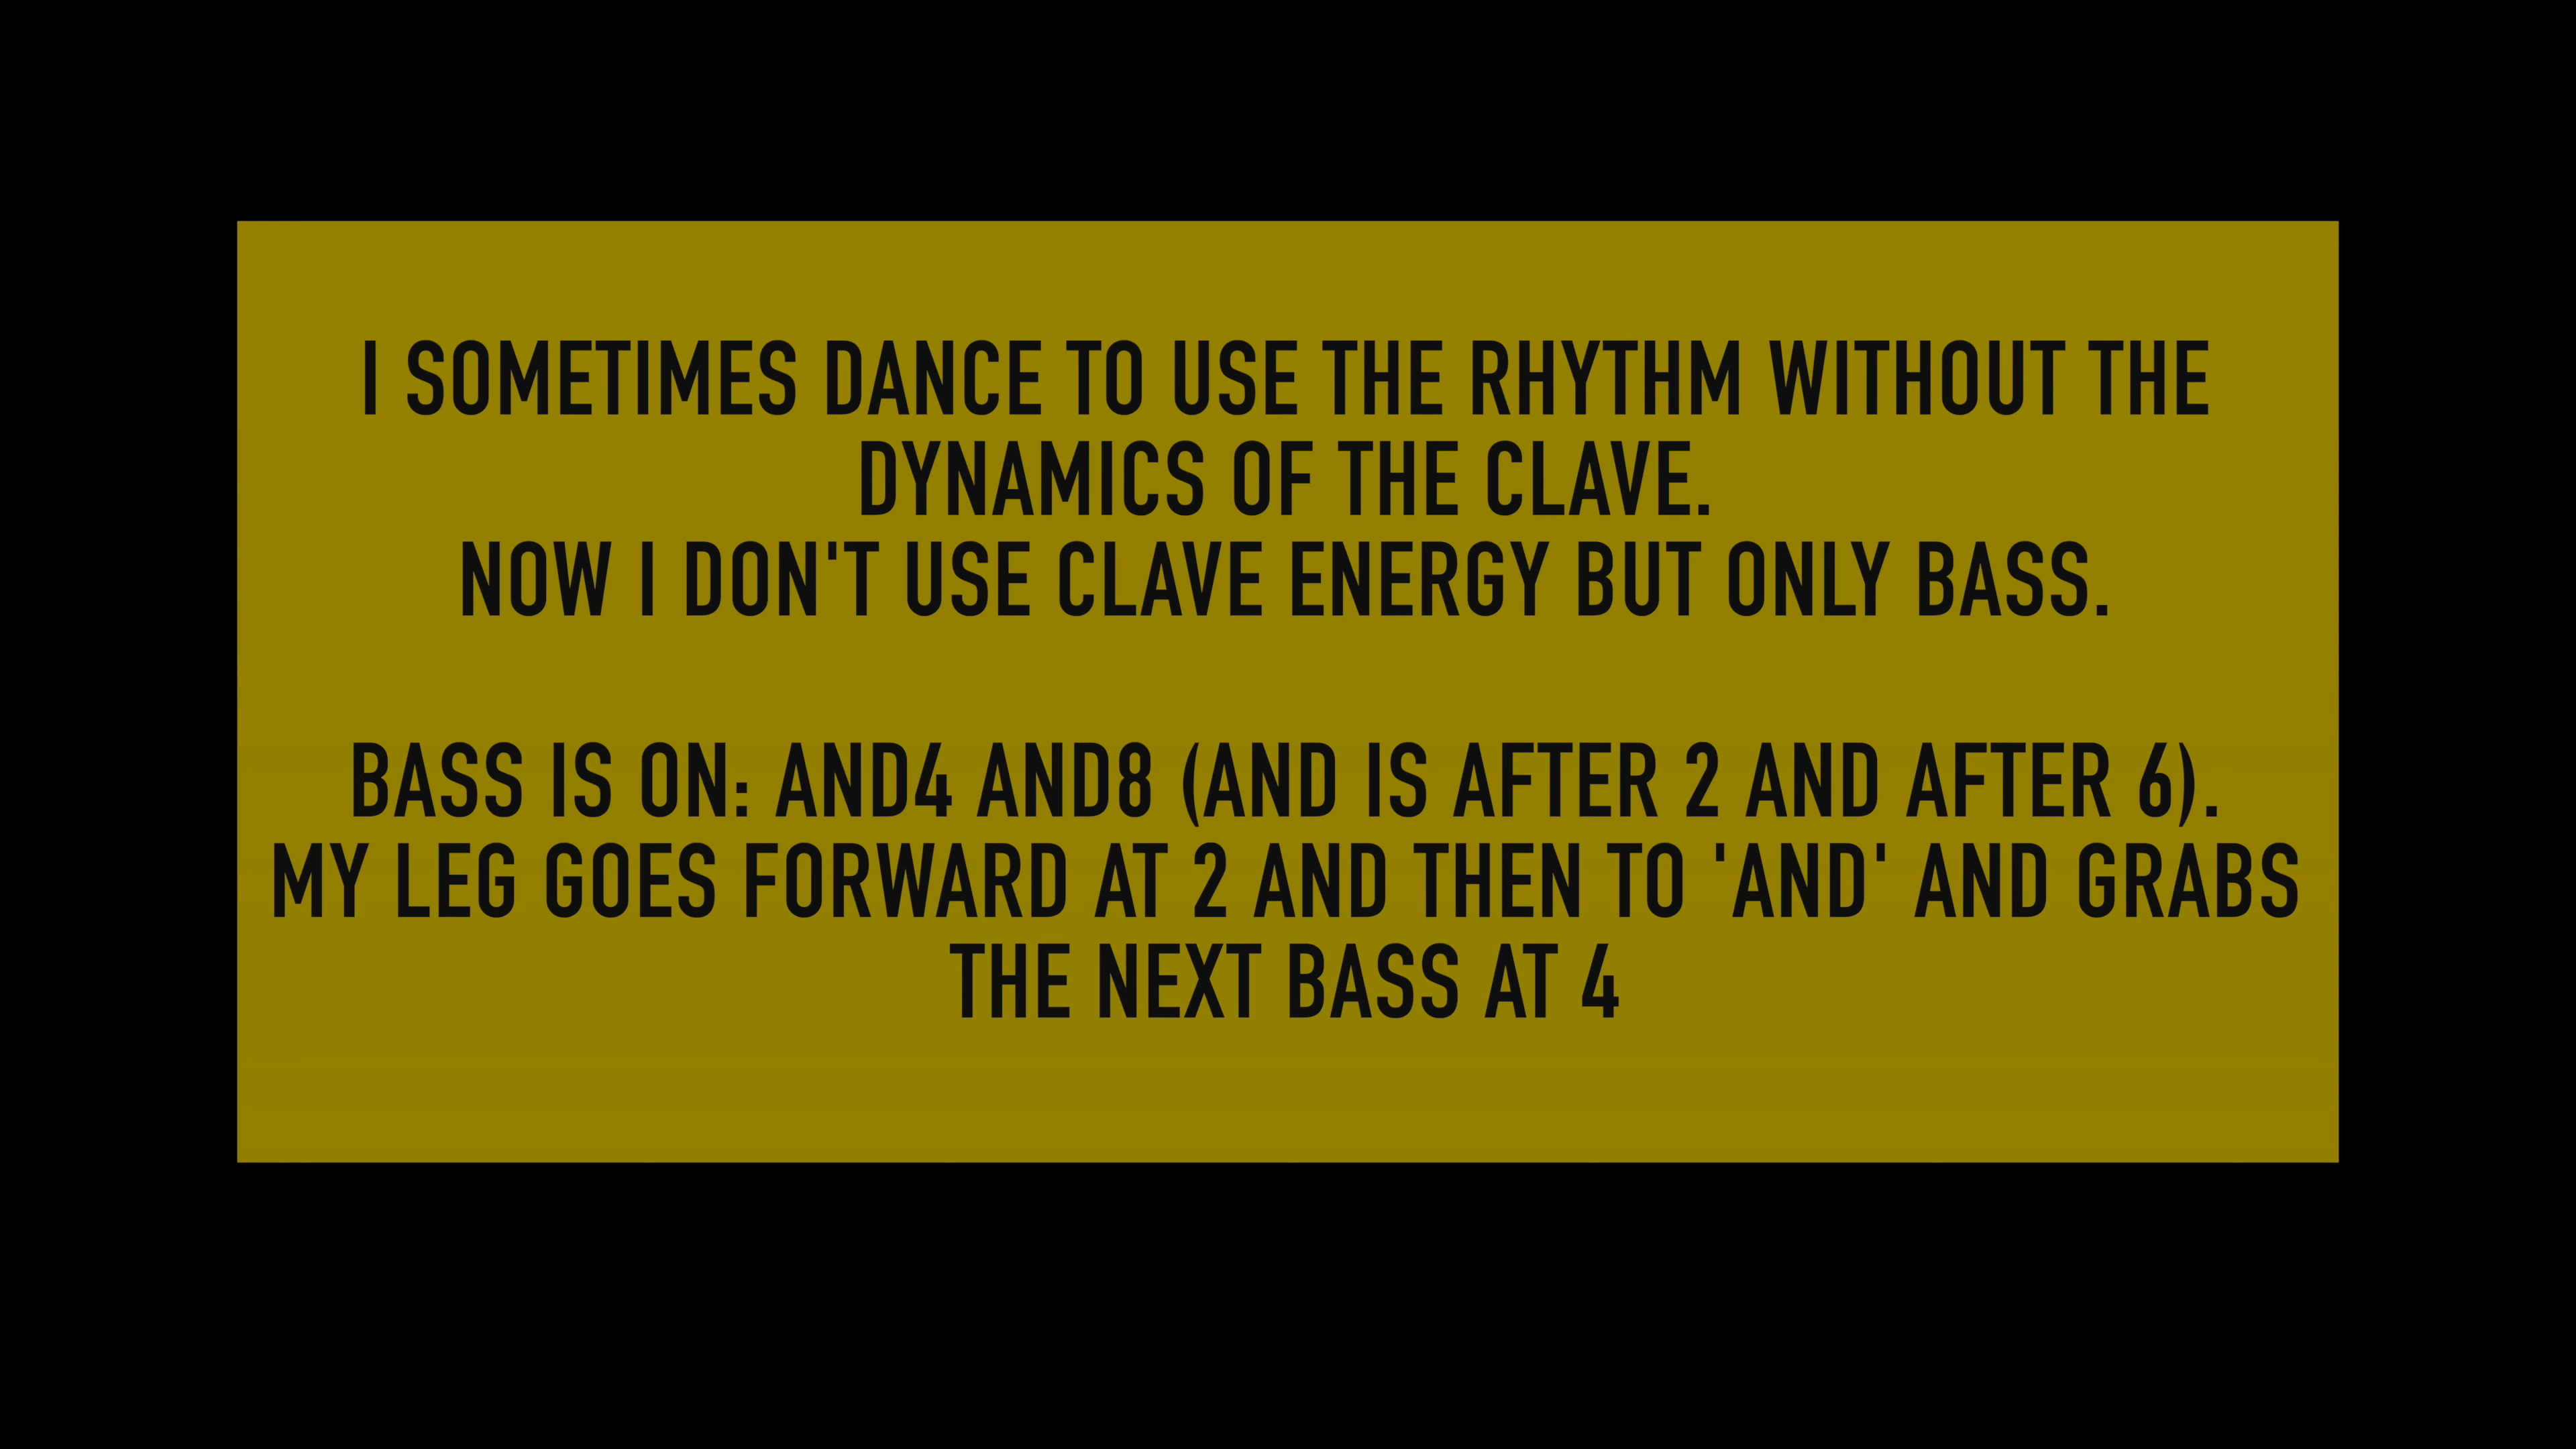 I SOMETIMES DANCE TO USE THE RHYTHM WITHOUT THE
DYNAMICS OF THE CLAVE.
NOW I DON'T USE CLAVE ENERGY BUT ONLY BASS.
BASS IS ON: AND4 AND8 (AND IS AFTER 2 AND AFTER 6).
MY LEG GOES FORWARD AT 2 AND THEN TO 'AND' AND GRABS
THE NEXT BASS AT 4